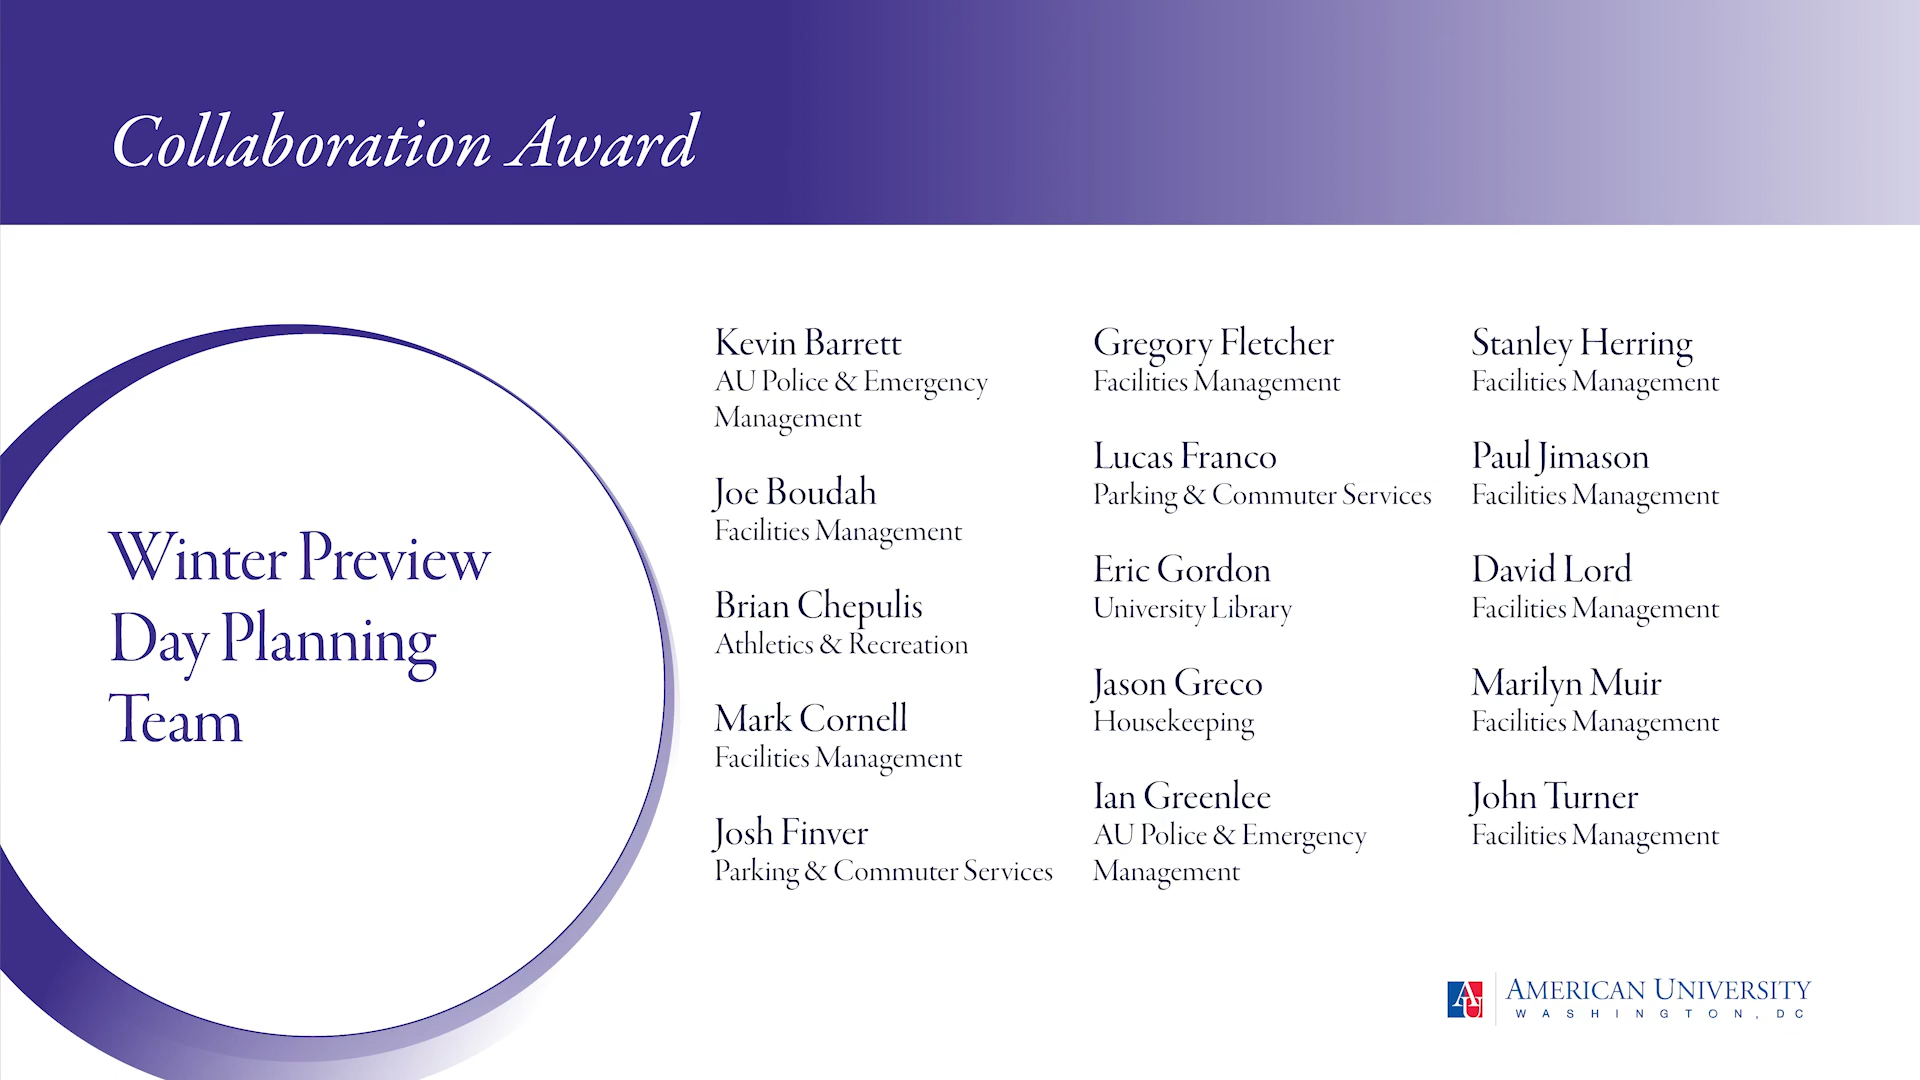 Collaboration Award
Winter Preview
Day Planning
Team
Kevin Barrett
AU Police & Emergency
Management
Joe Boudah
Facilities Management
Brian Chepulis
Athletics & Recreation
Mark Cornell
Facilities Management
Josh Finver
Parking & Commuter Services
Gregory Fletcher
Facilities Management
Lucas Franco
Parking & Commuter Services
Eric Gordon
University Library
Jason Greco
Housekeeping
Ian Greenlee
AU Police & Emergency
Management
Stanley Herring
Facilities Management
Paul Jimason
Facilities Management
David Lord
Facilities Management
Marilyn Muir
Facilities Management
John Turner
Facilities Management
AU
AMERICAN UNIVERSITY
WASHINGTON, DC